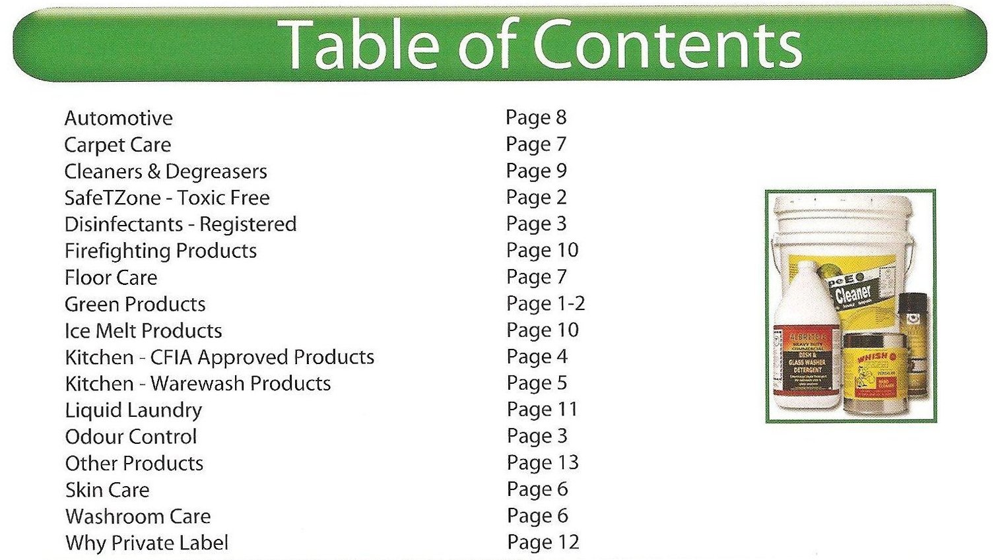 Table of Contents
Automotive Page 8
Carpet Care Page 7
Cleaners & Degreasers Page 9
SafeTZone - Toxic Free Page 2
Disinfectants - Registered Page 3
Firefighting Products Page 10
Floor Care Page 7
Green Products Page 1-2
Ice Melt Products Page 10
Kitchen - CFIA Approved Products Page 4
Kitchen - Warewash Products Page 5
Liquid Laundry Page 11
Odour Control Page 3
Other Products Page 13
Skin Care Page 6
Washroom Care Page 6
Why Private Label Page 12
Cleaner
HEAVY DUTY
COMMERCIAL
DISH &
GLASS WASHER
DETERGENT
WHISH
HAND
CLEANER